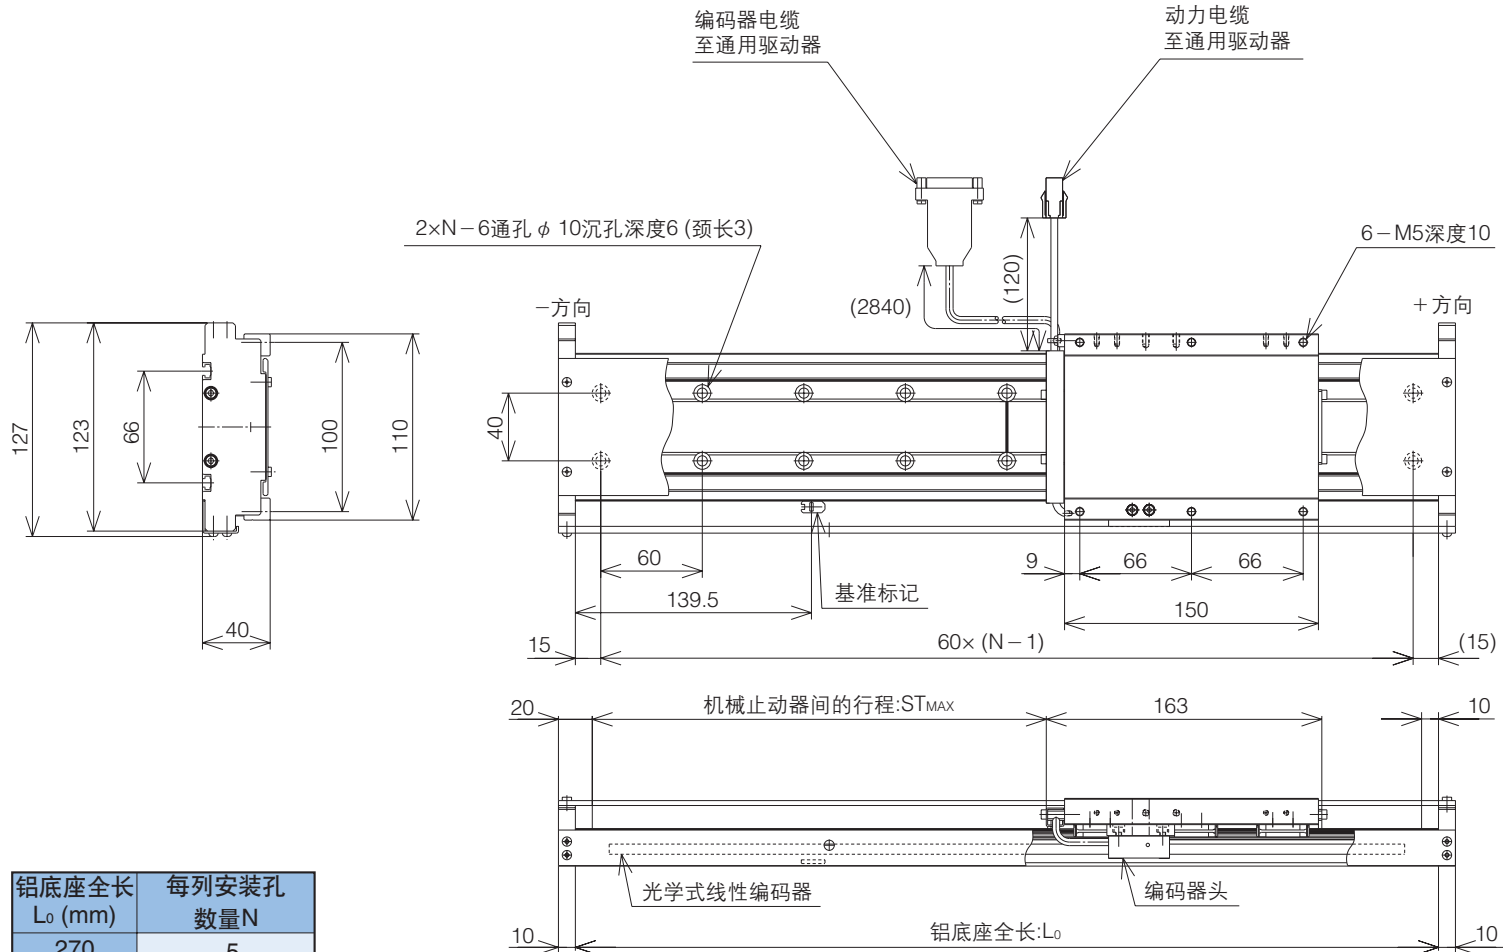 编码器电缆
至通用驱动器
动力电缆
至通用驱动器
2×N－6通孔 φ 10沉孔深度6 (颈长3)
6－M5深度10
(2840)
(120)
－方向
＋方向
127
123
66
100
110
40
40
60
139.5
基准标记
9
66
66
150
15
60× (N－1)
(15)
20
机械止动器间的行程:STMAX
163
10
光学式线性编码器
编码器头
10
铝底座全长:L0
10
铝底座全长
L0 (mm)
每列安装孔
数量N
270
5